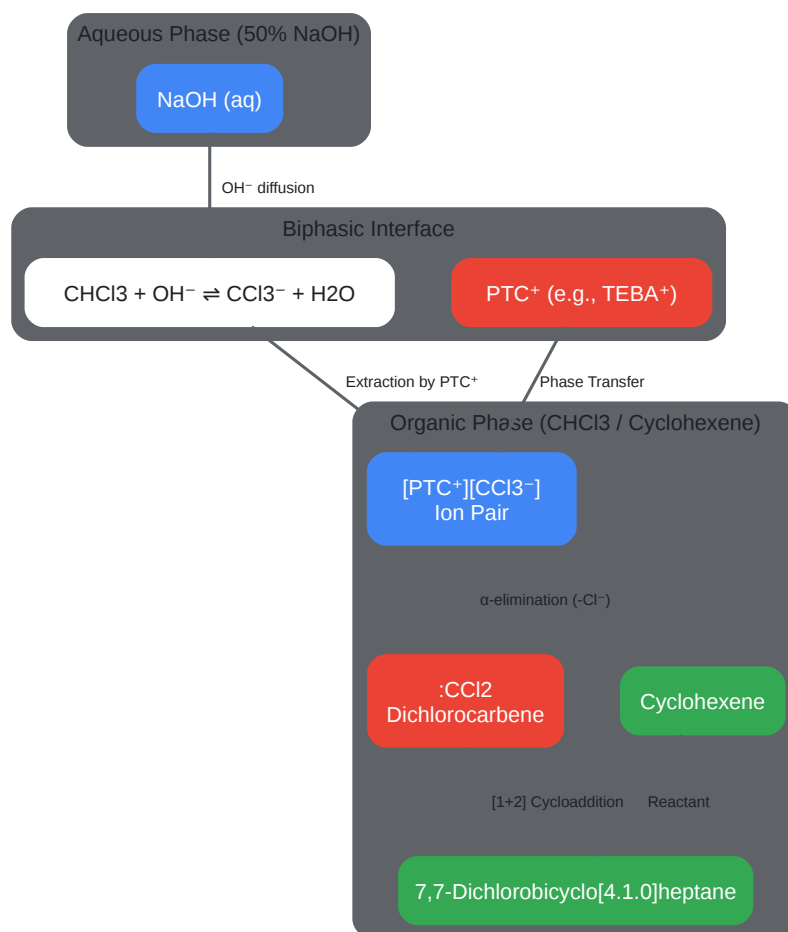 Aqueous Phase (50% NaOH)
NaOH (aq)
OH⁻ diffusion
Biphasic Interface
CHCl3 + OH⁻ ⇌ CCl3⁻ + H2O
PTC⁺ (e.g., TEBA⁺)
Extraction by PTC⁺
Phase Transfer
Organic Phase (CHCl3 / Cyclohexene)
[PTC⁺][CCl3⁻]
Ion Pair
α-elimination (-Cl⁻)
:CCl2
Dichlorocarbene
Cyclohexene
[1+2] Cycloaddition
Reactant
7,7-Dichlorobicyclo[4.1.0]heptane